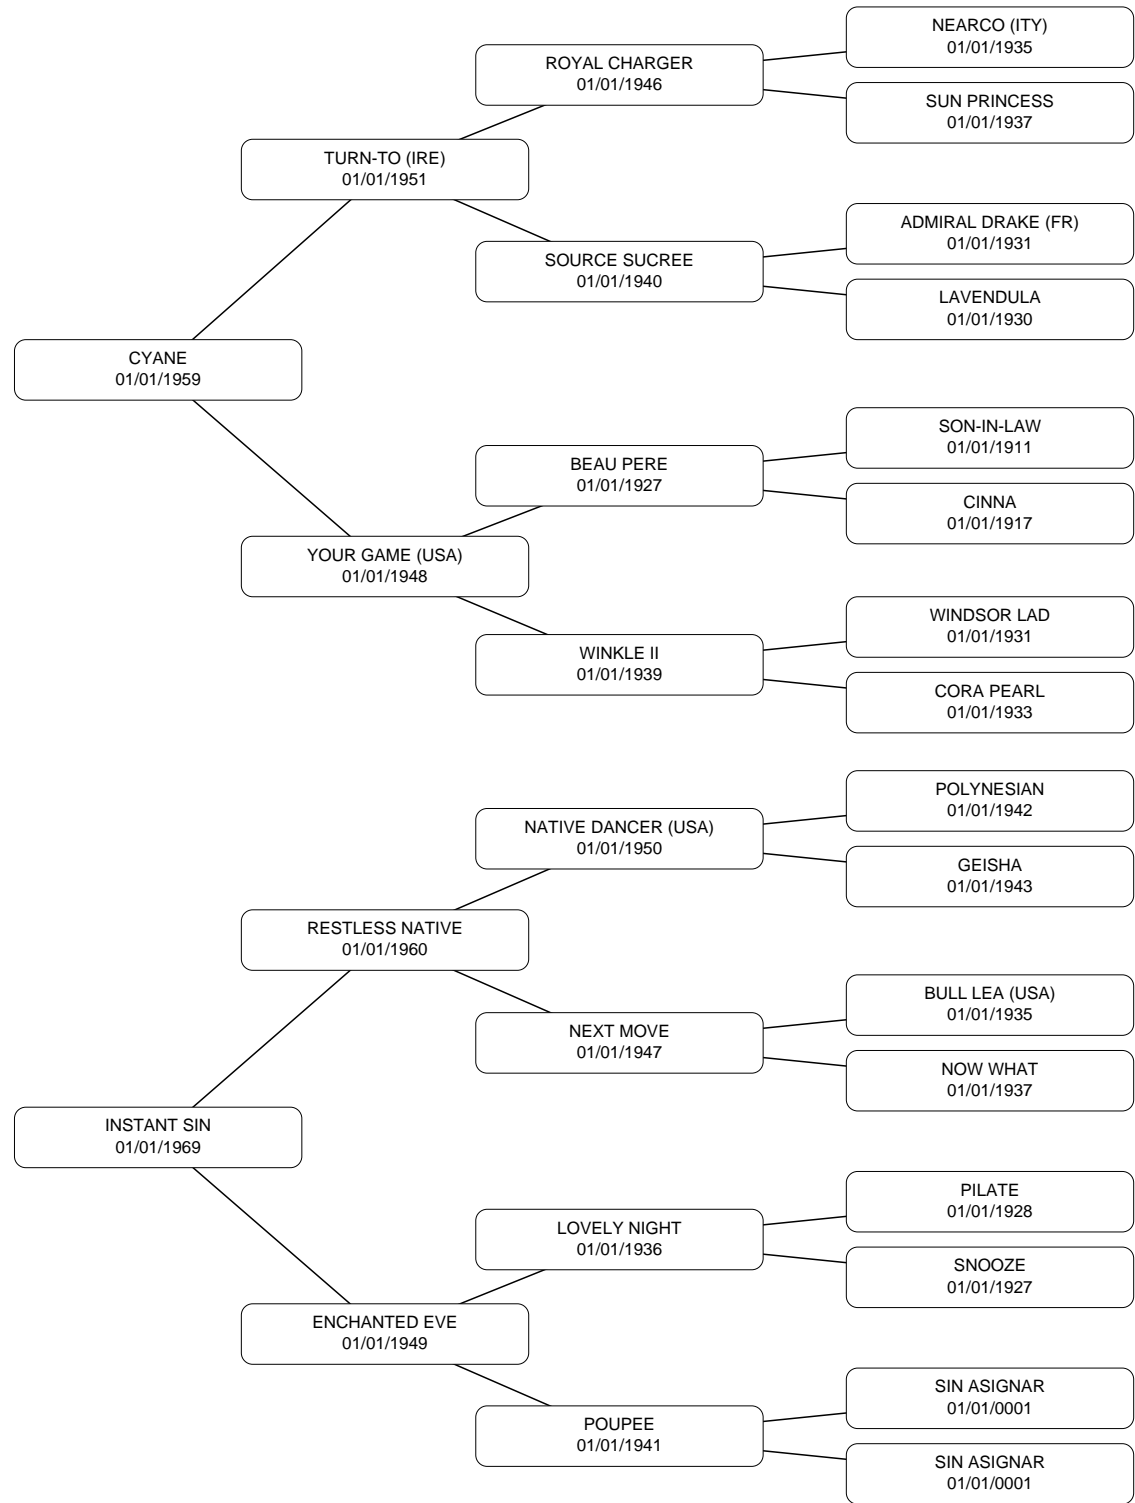 NEARCO (ITY)
01/01/1935
ROYAL CHARGER
01/01/1946
SUN PRINCESS
01/01/1937
TURN-TO (IRE)
01/01/1951
ADMIRAL DRAKE (FR)
01/01/1931
SOURCE SUCREE
01/01/1940
LAVENDULA
01/01/1930
CYANE
01/01/1959
SON-IN-LAW
01/01/1911
BEAU PERE
01/01/1927
CINNA
01/01/1917
YOUR GAME (USA)
01/01/1948
WINDSOR LAD
01/01/1931
WINKLE II
01/01/1939
CORA PEARL
01/01/1933
POLYNESIAN
01/01/1942
NATIVE DANCER (USA)
01/01/1950
GEISHA
01/01/1943
RESTLESS NATIVE
01/01/1960
BULL LEA (USA)
01/01/1935
NEXT MOVE
01/01/1947
NOW WHAT
01/01/1937
INSTANT SIN
01/01/1969
PILATE
01/01/1928
LOVELY NIGHT
01/01/1936
SNOOZE
01/01/1927
ENCHANTED EVE
01/01/1949
SIN ASIGNAR
01/01/0001
POUPEE
01/01/1941
SIN ASIGNAR
01/01/0001